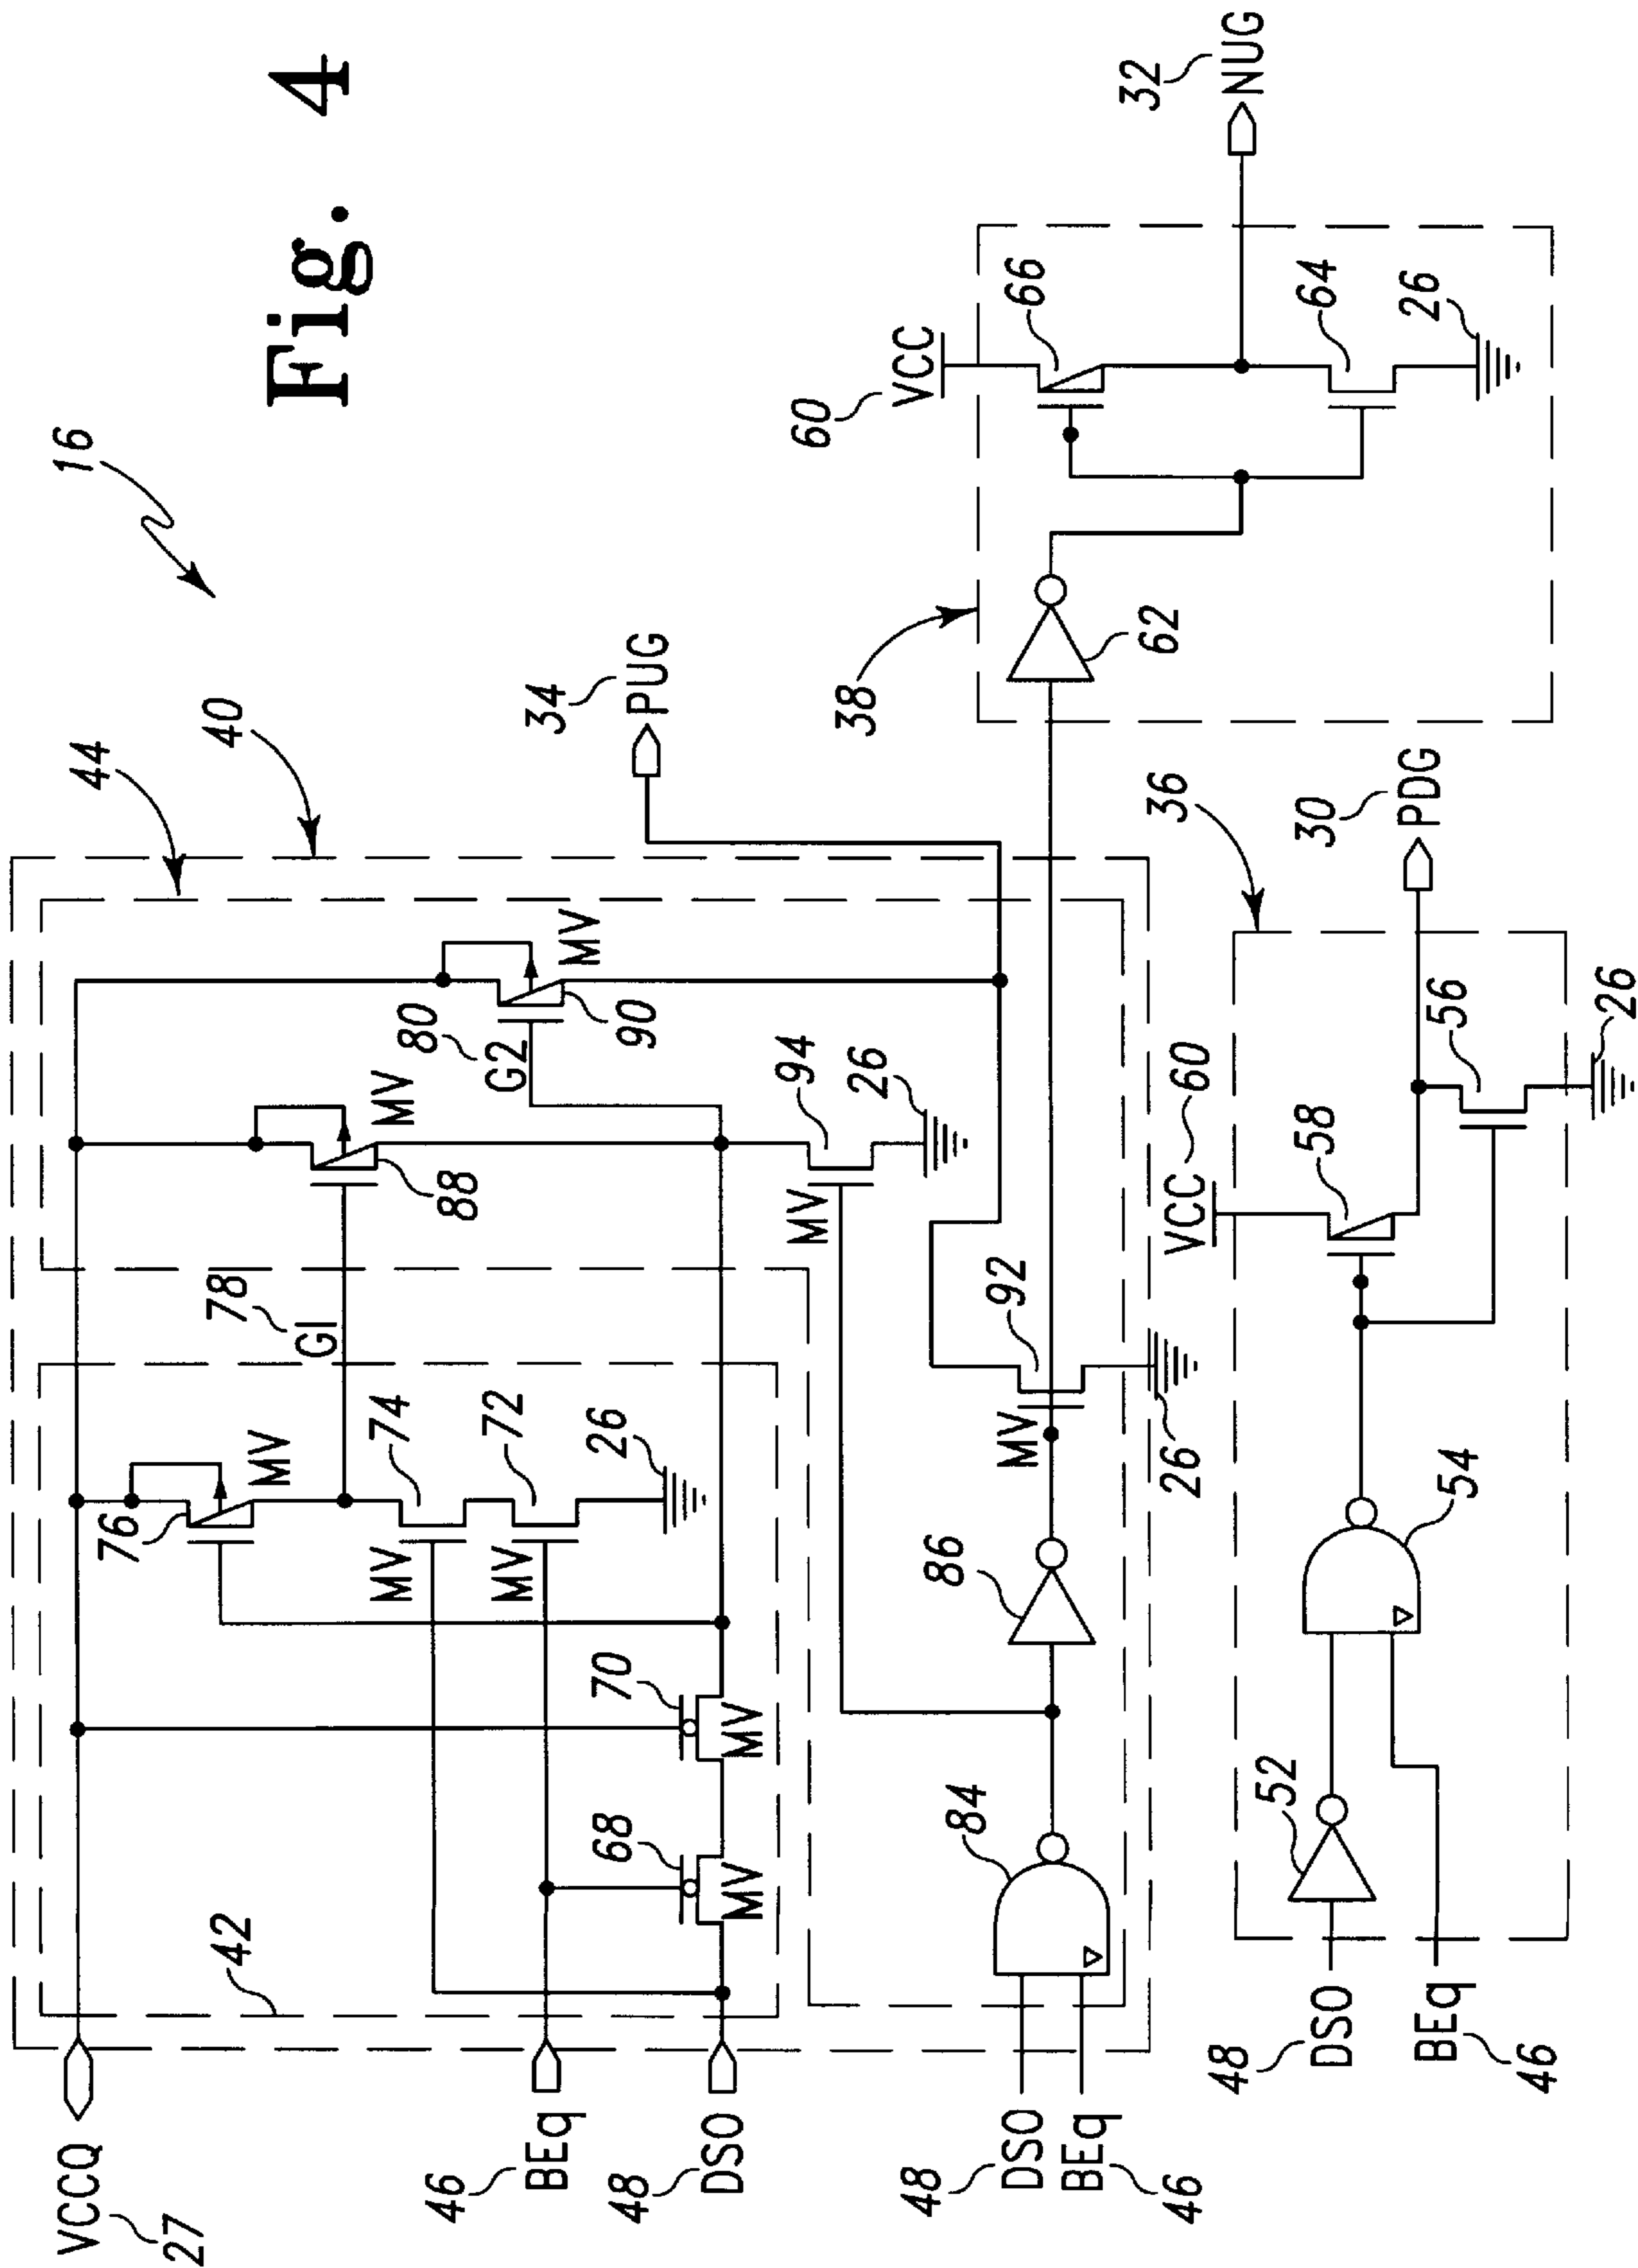 Fig. 4
16
44
40
42
VCCQ
27
76
MV
78
G1
88
MV
80
G2
90
MV
34
PUG
74
MV
72
MV
26
94
MV
26
46
BEq
68
MV
70
MV
48
DSO
48
DSO
BEq
46
84
86
92
MV
26
38
62
60
VCC
66
64
26
32
NUG
36
VCC
60
58
56
26
30
PDG
54
52
48
DSO
BEq
46